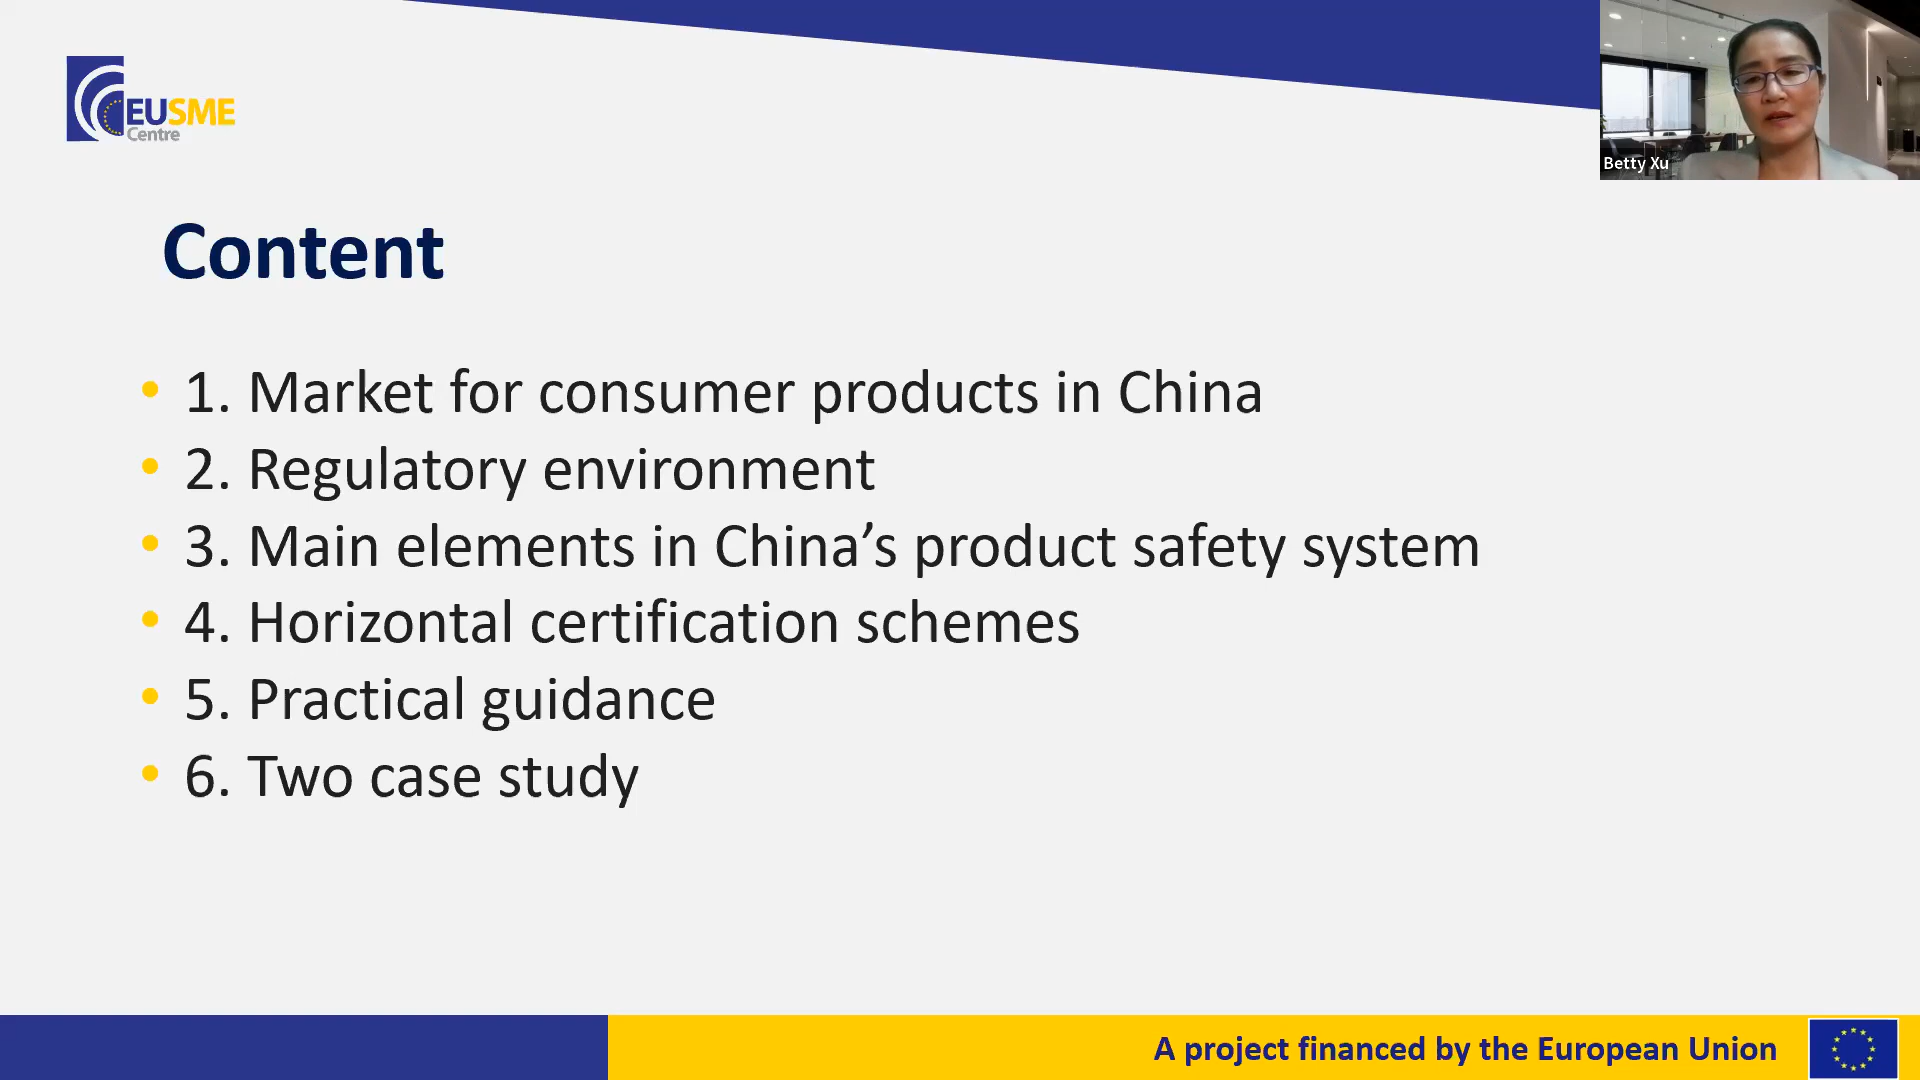 EUSME
Centre
Betty Xu
Content
• 1. Market for consumer products in China
• 2. Regulatory environment
• 3. Main elements in China’s product safety system
• 4. Horizontal certification schemes
• 5. Practical guidance
• 6. Two case study
A project financed by the European Union